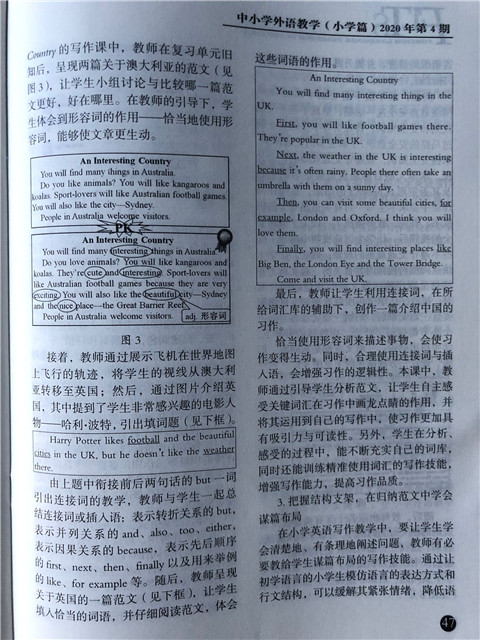 中小学外语教学（小学篇）2020 年第 4 期
Country 的写作课中，教师在复习单元旧
知后，呈现两篇关于澳大利亚的范文（见
图 3），让学生小组讨论与比较哪一篇范
文更好，好在哪里。在教师的引导下，学
生体会到形容词的作用——恰当地使用形
容词，能够使文章更生动。
An Interesting Country
You will find many things in Australia.
Do you like animals? You will like kangaroos and
koalas. Sport-lovers will like Australian football games.
You will also like the city—Sydney.
People in Australia welcome visitors.
PK
An Interesting Country
You will find many interesting things in Australia.
Do you love animals? You will like kangaroos and
koalas. They're cute and interesting. Sport-lovers will
like Australian football games because they are very
exciting. You will also like the beautiful city—Sydney
and the nice place—the Great Barrier Reef.
People in Australia welcome visitors.
adj. 形容词
图 3
接着，教师通过展示飞机在世界地图
上飞行的轨迹，将学生的视线从澳大利
亚转移至英国；然后，通过图片介绍英
国，其中提到了学生非常感兴趣的电影人
物——哈利·波特，引出填词题（见下框）。
Harry Potter likes football and the beautiful
cities in the UK, but he doesn't like the weather
there.
由上题中衔接前后两句话的 but 一词
引出连接词的教学，教师与学生一起总
结连接词或插入语：表示转折关系的 but，
表示并列关系的 and、also、too、either，
表示因果关系的 because，表示先后顺序
的 first、next、then、finally 以及用来举例
的 like、for example 等。随后，教师呈现
关于英国的一篇范文（见下框），让学生
填入恰当的词语，并仔细阅读范文，体会
这些词语的作用。
An Interesting Country
You will find many interesting things in the
UK.
First, you will like football games there.
They're popular in the UK.
Next, the weather in the UK is interesting
because it's often rainy. People there often take an
umbrella with them on a sunny day.
Then, you can visit some beautiful cities, for
example, London and Oxford. I think you will
love them.
Finally, you will find interesting places like
Big Ben, the London Eye and the Tower Bridge.
Come and visit the UK.
最后，教师让学生利用连接词，在所
给词汇库的辅助下，创作一篇介绍中国的
习作。
恰当使用形容词来描述事物，会使习
作变得生动。同时，合理使用连接词与插
入语，会增强习作的逻辑性。本课中，教
师通过引导学生分析范文，让学生自主感
受关键词汇在习作中画龙点睛的作用，并
将其运用到自己的写作中，使习作更加具
有吸引力与可读性。另外，学生在分析、
感受的过程中，能不断充实自己的词库，
同时还能训练精准使用词汇的写作技能，
增强写作能力，提高习作品质。
3. 把握结构支架，在归纳范文中学会
谋篇布局
在小学英语写作教学中，要让学生学
会清楚地、有条理地阐述问题，教师有必
要教给学生谋篇布局的写作技能。通过让
初学语言的小学生模仿语言的表达方式和
行文结构，可以缓解其紧张情绪，降低语
47